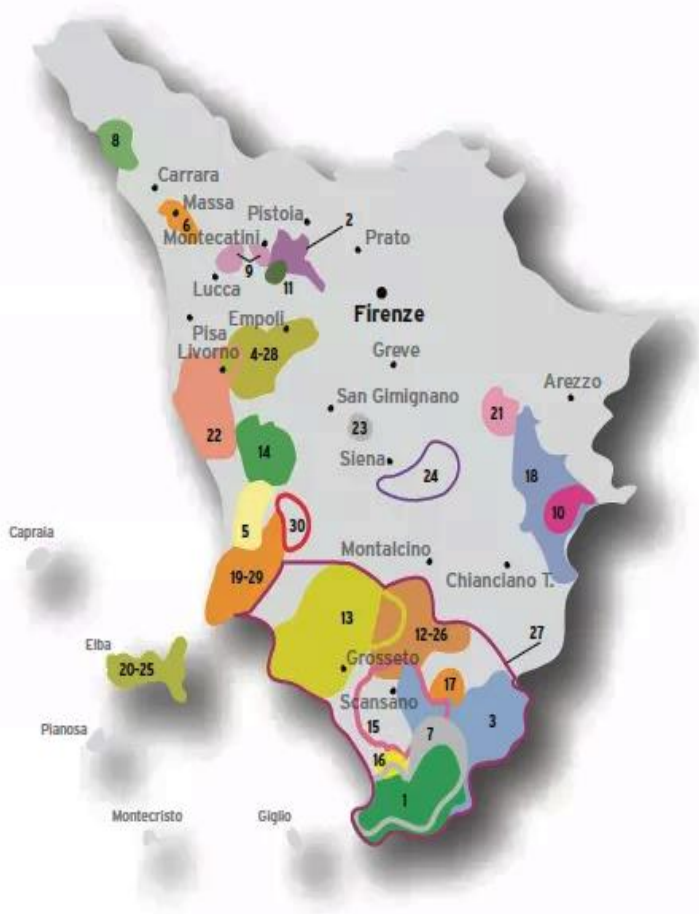 8
Carrara
Massa
6
Pistoia
2
Montecatini
Prato
9
11
Lucca
Firenze
Empoli
Pisa
Livorno
4-28
Greve
Arezzo
San Gimignano
21
22
23
14
Siena
24
18
10
5
30
Capraia
Montalcino
19-29
Chianciano T.
13
12-26
27
Elba
20-25
Grosseto
17
Scansano
15
3
Pianosa
7
16
1
Montecristo
Giglio